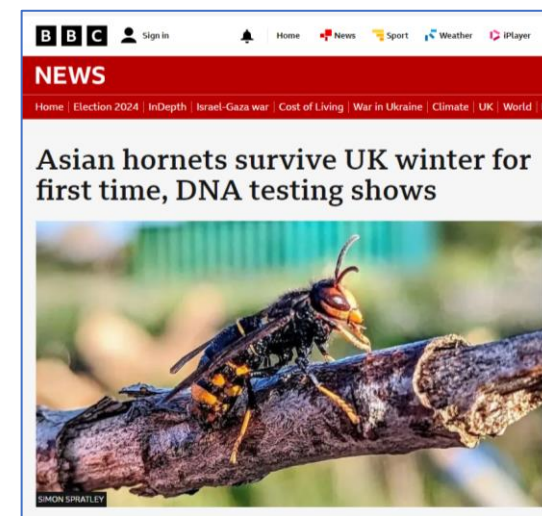 BBC Sign in Home News Sport Weather iPlayer
NEWS
Home | Election 2024 | InDepth | Israel-Gaza war | Cost of Living | War in Ukraine | Climate | UK | World |
Asian hornets survive UK winter for
first time, DNA testing shows
SIMON SPRATLEY